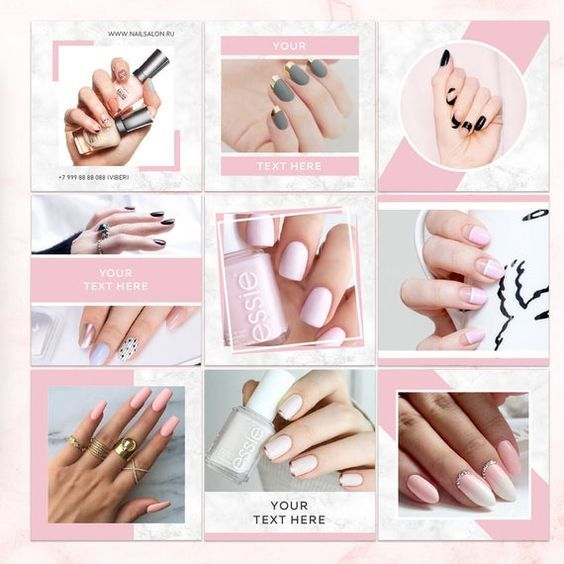 WWW.NAILSALON.RU
+7 999 88 88 088 (VIBER)
YOUR
TEXT HERE
YOUR
TEXT HERE
essie
essie
YOUR
TEXT HERE